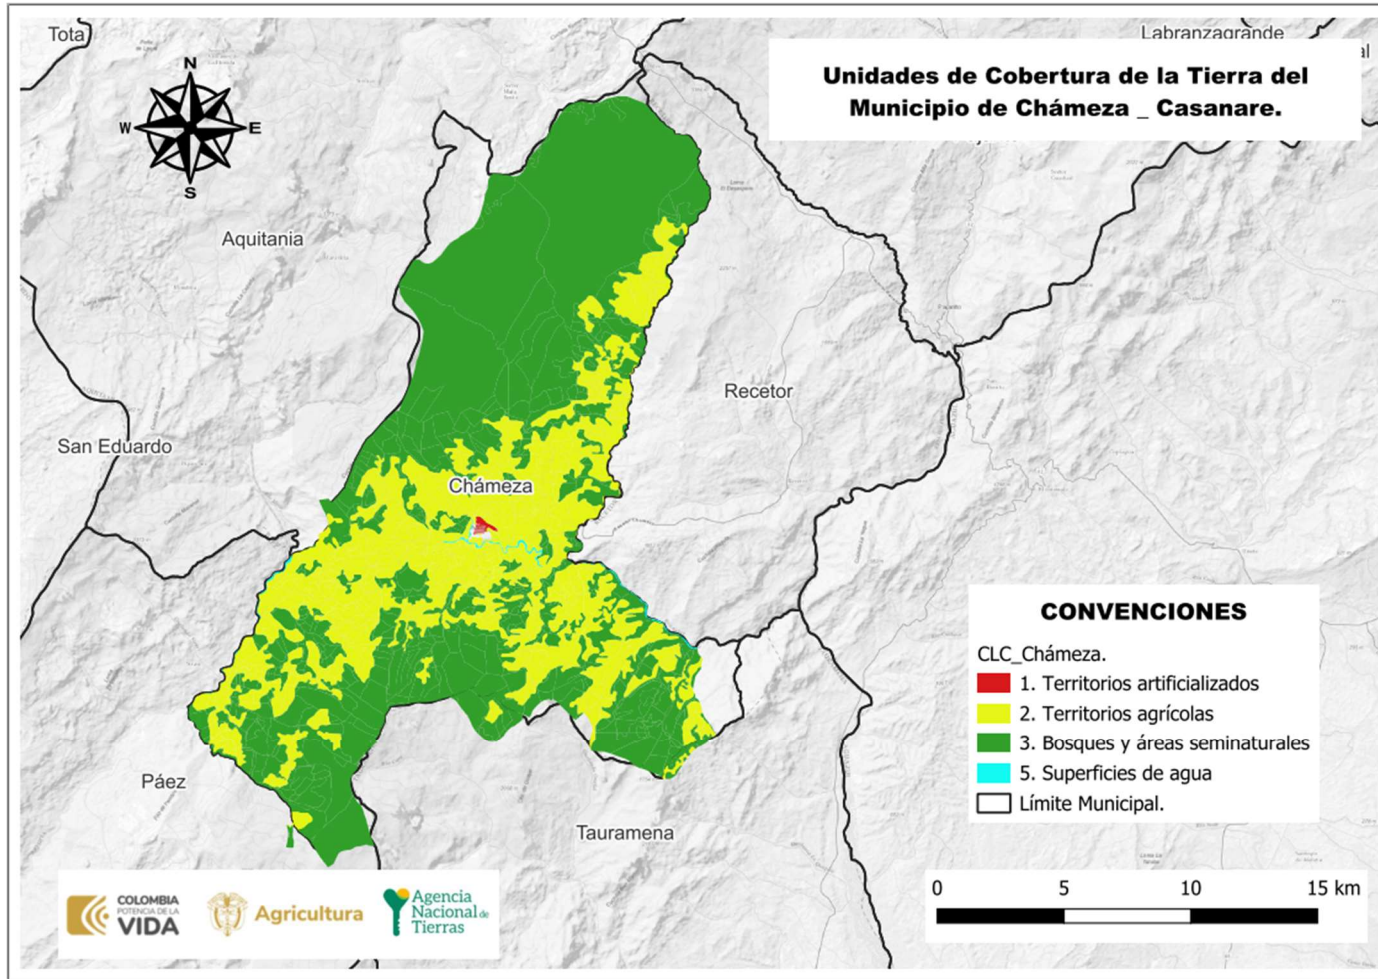 Tota
Labranzagrande
al
Unidades de Cobertura de la Tierra del
Municipio de Chámeza _ Casanare.
N
W
E
S
Aquitania
Recetor
San Eduardo
Chámeza
CONVENCIONES
CLC_Chámeza.
1. Territorios artificializados
2. Territorios agrícolas
3. Bosques y áreas seminaturales
5. Superficies de agua
Límite Municipal.
Páez
Tauramena
0 5 10 15 km
COLOMBIA
POTENCIA DE LA
VIDA
Agricultura
Agencia
Nacional de
Tierras